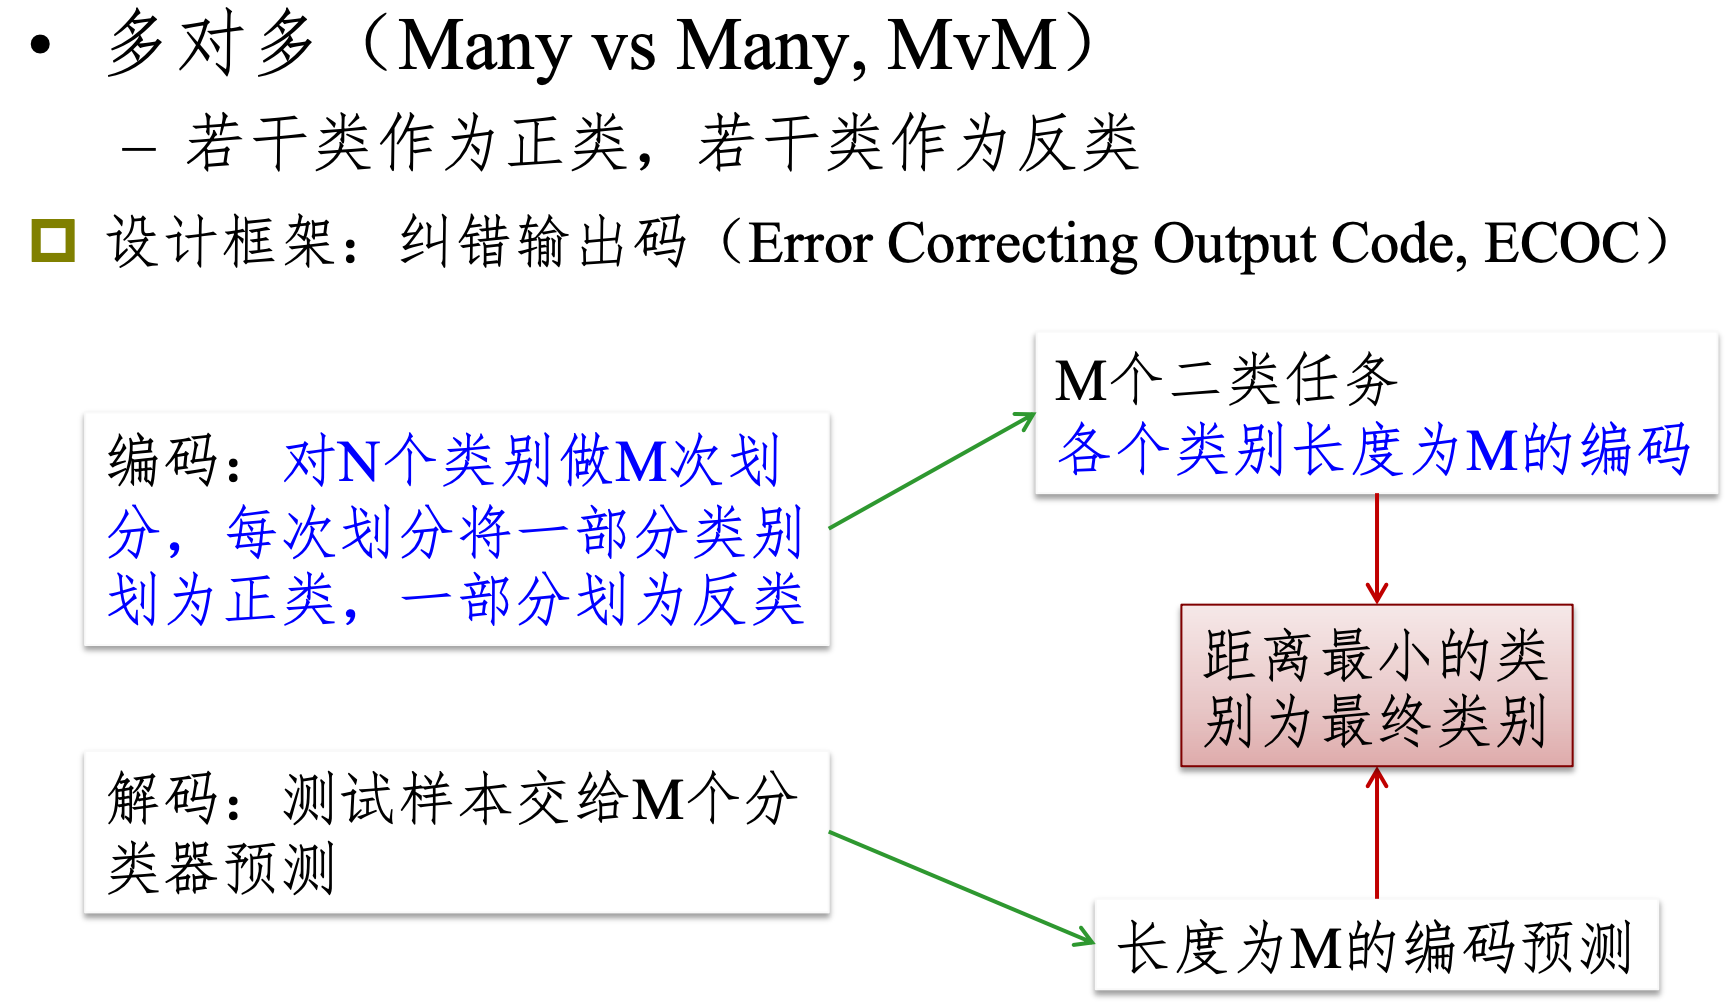 • 多对多（Many vs Many, MvM）
– 若干类作为正类，若干类作为反类
设计框架：纠错输出码（Error Correcting Output Code, ECOC）
M个二类任务
各个类别长度为M的编码
编码：对N个类别做M次划
分，每次划分将一部分类别
划为正类，一部分划为反类
距离最小的类
别为最终类别
解码：测试样本交给M个分
类器预测
长度为M的编码预测